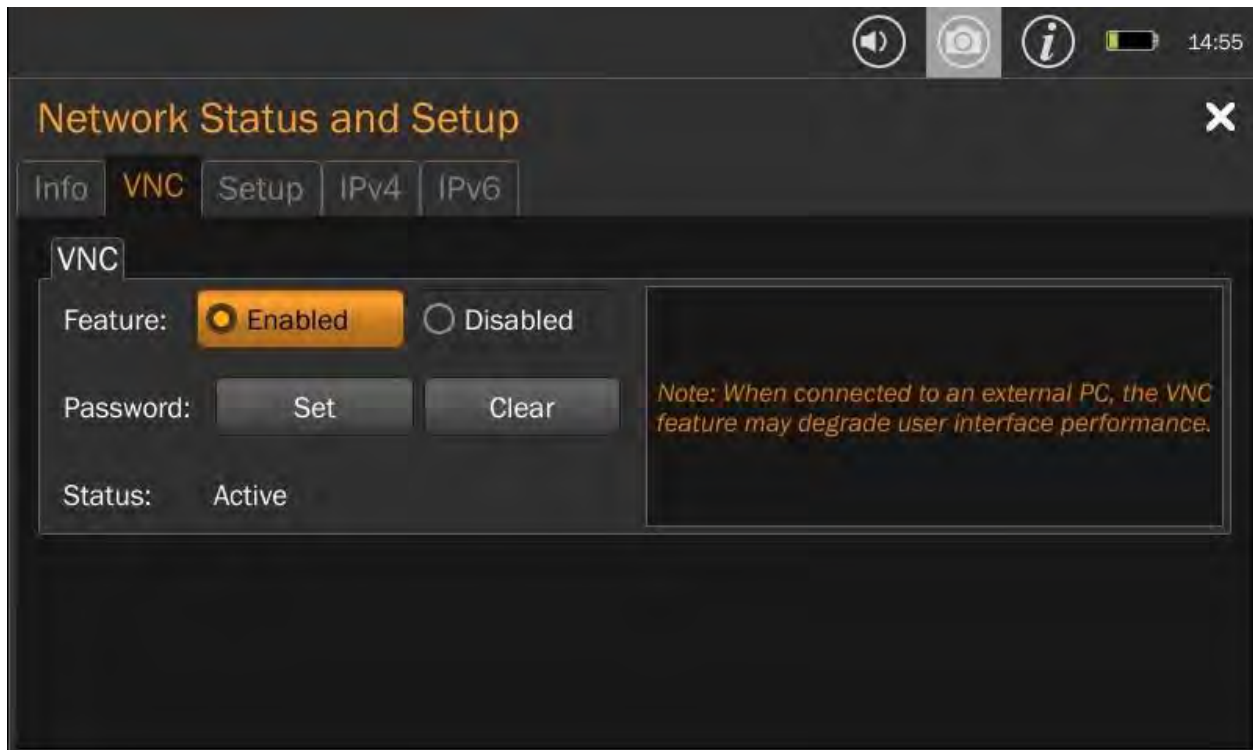 14:55
Network Status and Setup
Info VNC Setup IPv4 IPv6
VNC
Feature: Enabled Disabled
Password: Set Clear
Note: When connected to an external PC, the VNC
feature may degrade user interface performance.
Status: Active